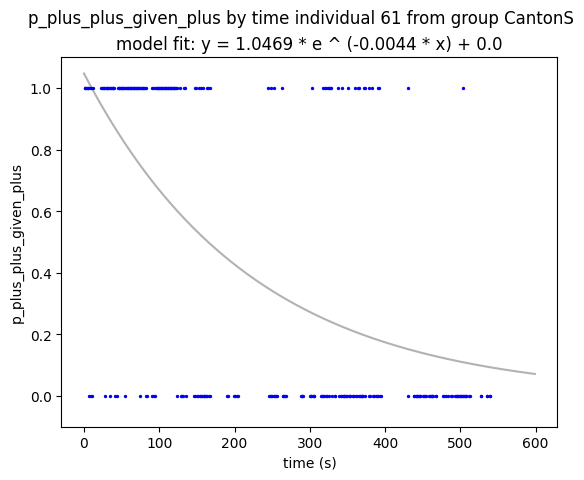 p_plus_plus_given_plus by time individual 61 from group CantonS
model fit: y = 1.0469 * e ^ (-0.0044 * x) + 0.0
p_plus_plus_given_plus
1.0
0.8
0.6
0.4
0.2
0.0
0 100 200 300 400 500 600
time (s)